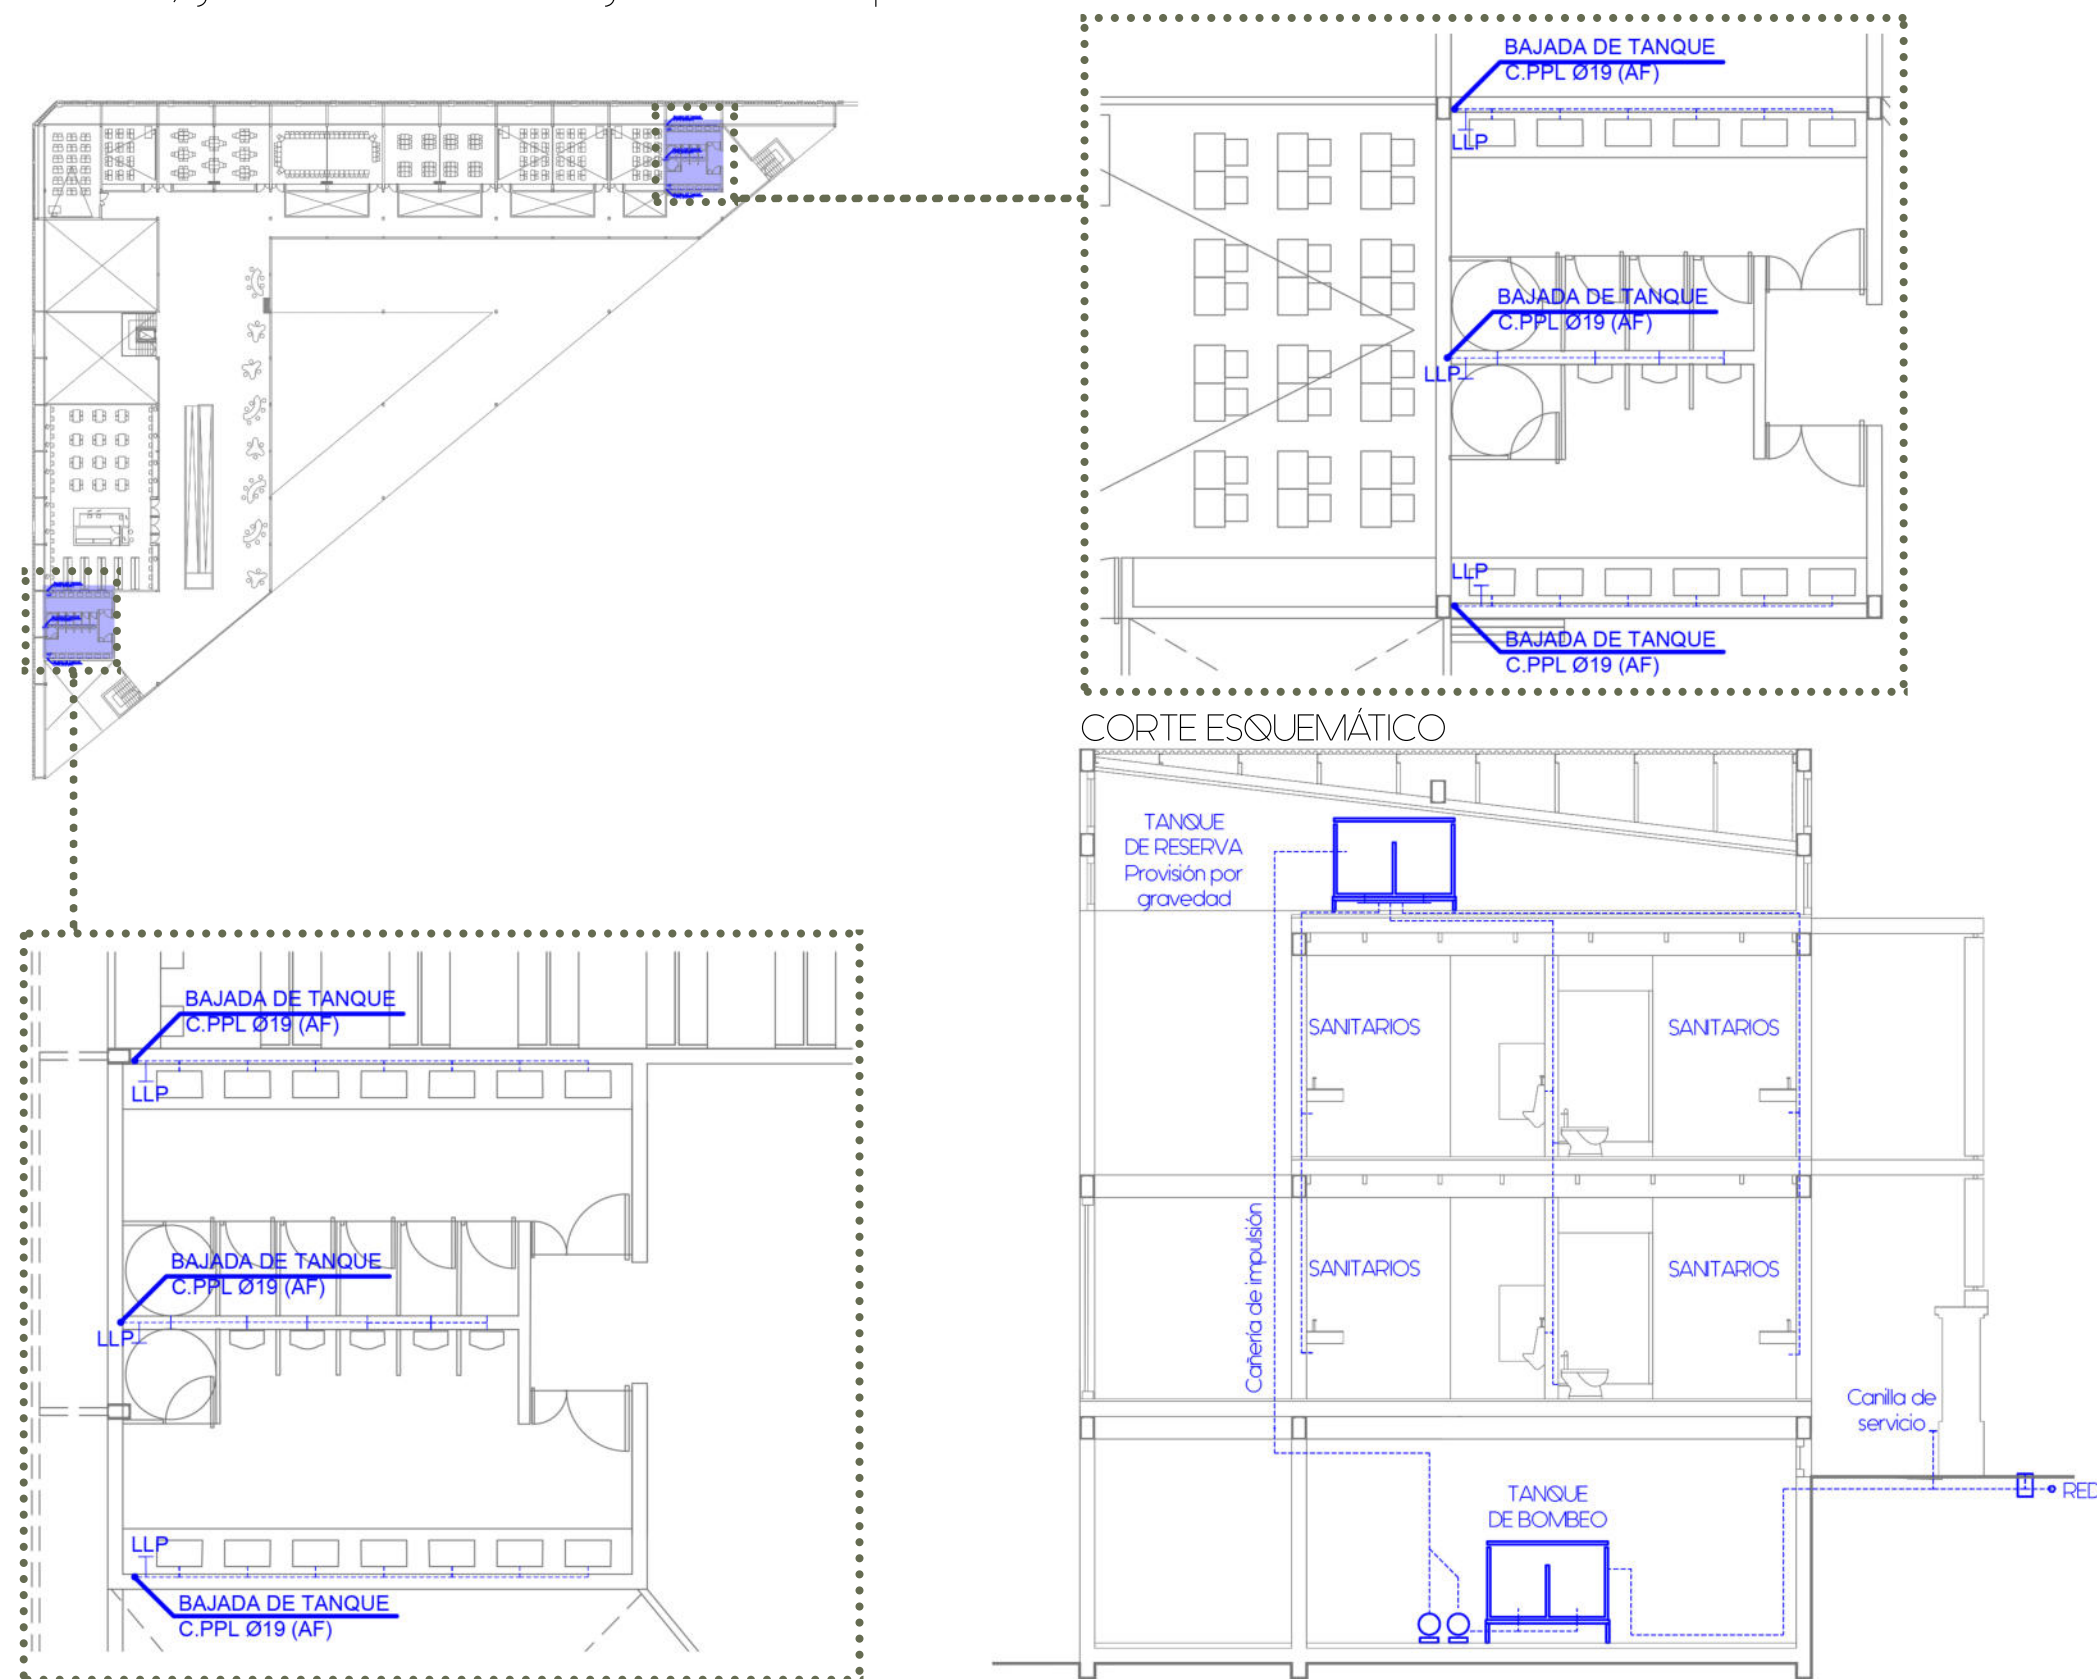 BAJADA DE TANQUE
C.PPL Ø19 (AF)
LLP
BAJADA DE TANQUE
C.PPL Ø19 (AF)
LLP
LLP
BAJADA DE TANQUE
C.PPL Ø19 (AF)
CORTE ESQUEMÁTICO
TANQUE
DE RESERVA
Provisión por
gravedad
SANITARIOS
SANITARIOS
Cañería de impulsión
SANITARIOS
SANITARIOS
Canilla de
servicio
RED
TANQUE
DE BOMBEO
BAJADA DE TANQUE
C.PPL Ø19 (AF)
LLP
BAJADA DE TANQUE
C.PPL Ø19 (AF)
LLP
LLP
BAJADA DE TANQUE
C.PPL Ø19 (AF)